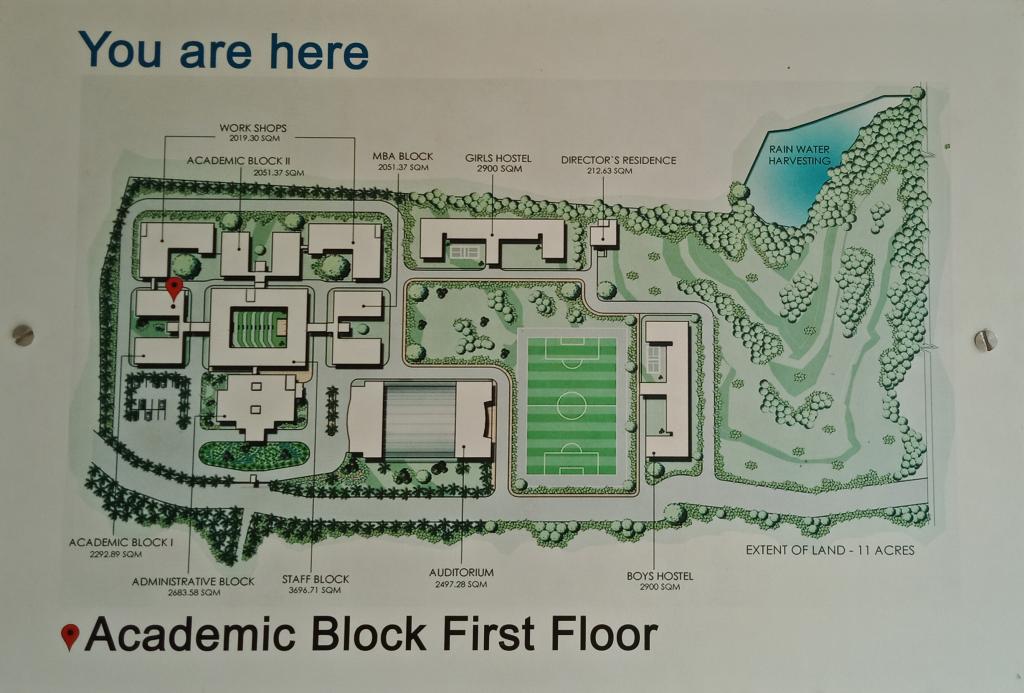 You are here
WORK SHOPS
2019.30 SQM
ACADEMIC BLOCK II
2051.37 SQM
MBA BLOCK
2051.37 SQM
GIRLS HOSTEL
2900 SQM
DIRECTOR`S RESIDENCE
212.63 SQM
RAIN WATER
HARVESTING
ACADEMIC BLOCK I
2292.89 SQM
ADMINISTRATIVE BLOCK
2683.58 SQM
STAFF BLOCK
3696.71 SQM
AUDITORIUM
2497.28 SQM
BOYS HOSTEL
2900 SQM
EXTENT OF LAND - 11 ACRES
Academic Block First Floor